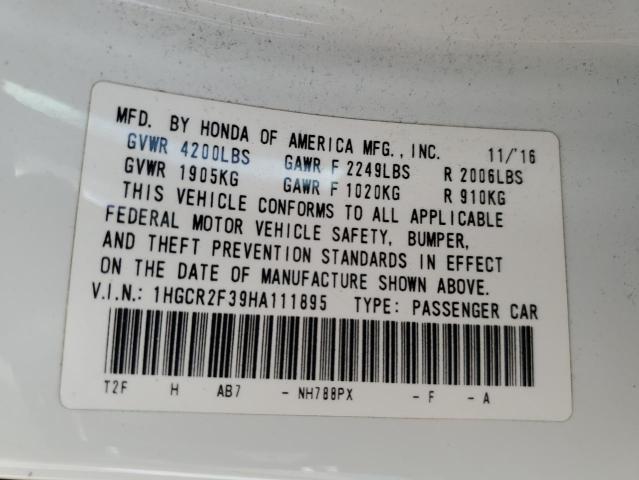 MFD. BY HONDA OF AMERICA MFG., INC. 11/'16
GVWR 4200LBS GAWR F 2249LBS R 2006LBS
GVWR 1905KG GAWR F 1020KG R 910KG
THIS VEHICLE CONFORMS TO ALL APPLICABLE
FEDERAL MOTOR VEHICLE SAFETY, BUMPER,
AND THEFT PREVENTION STANDARDS IN EFFECT
ON THE DATE OF MANUFACTURE SHOWN ABOVE.
V.I.N.: 1HGCR2F39HA111895 TYPE: PASSENGER CAR
T2F H AB7 - NH788PX - F - A